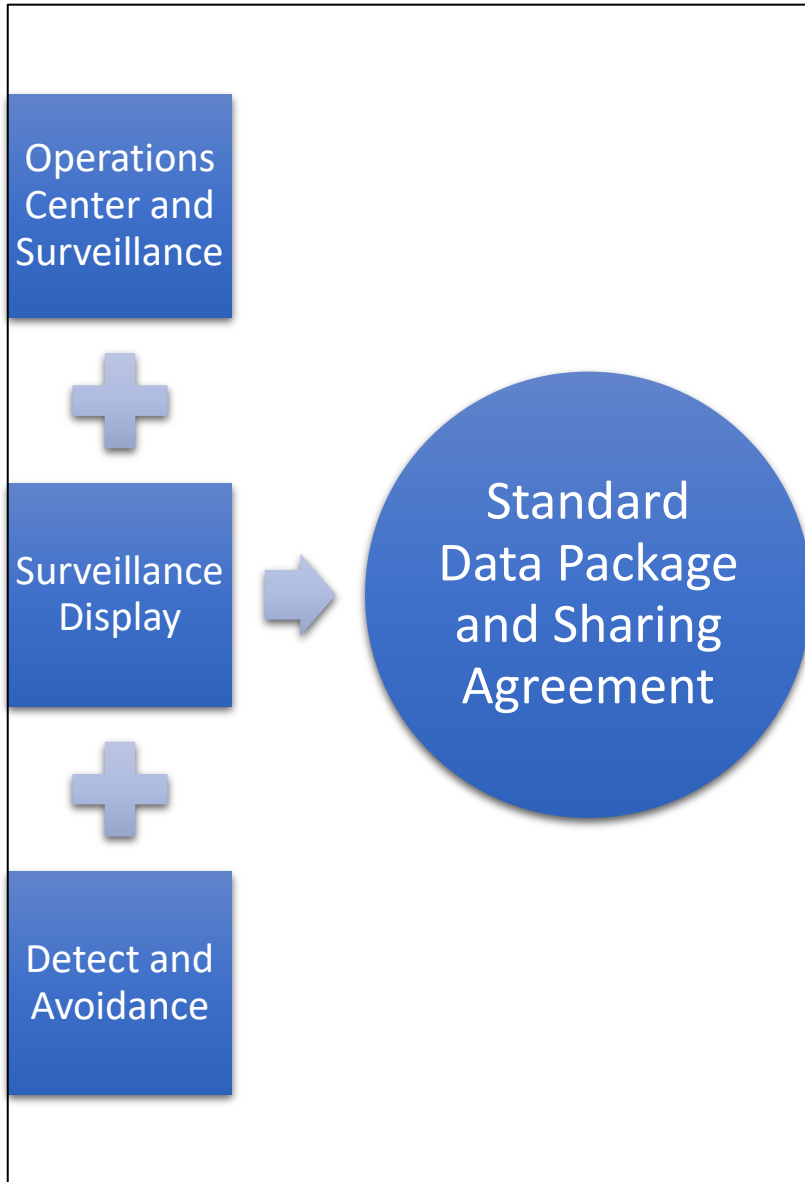 Operations
Center and
Surveillance
Surveillance
Display
Detect and
Avoidance
Standard
Data Package
and Sharing
Agreement